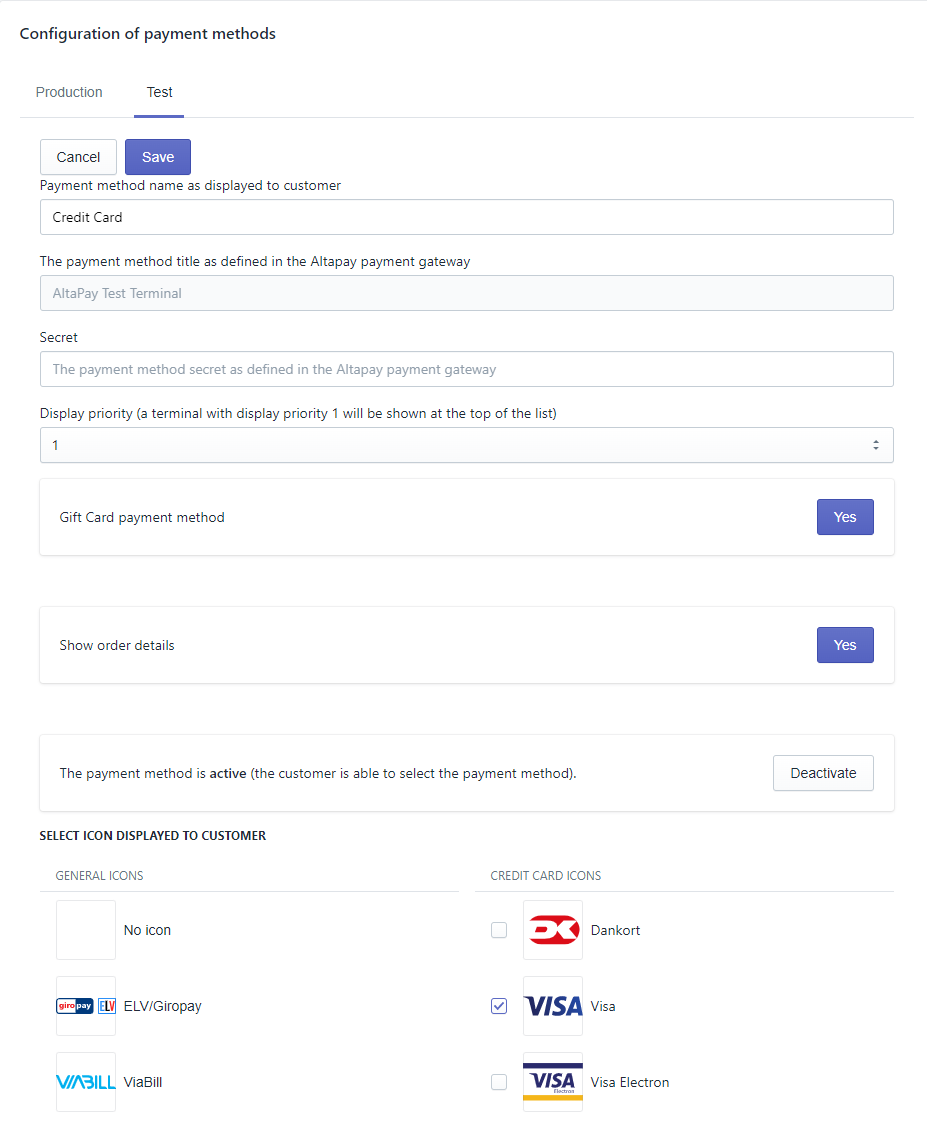 Configuration of payment methods
Production Test
Cancel Save
Payment method name as displayed to customer
Credit Card
The payment method title as defined in the Altapay payment gateway
AltaPay Test Terminal
Secret
The payment method secret as defined in the Altapay payment gateway
Display priority (a terminal with display priority 1 will be shown at the top of the list)
1
Gift Card payment method Yes
Show order details Yes
The payment method is active (the customer is able to select the payment method). Deactivate
SELECT ICON DISPLAYED TO CUSTOMER
GENERAL ICONS CREDIT CARD ICONS
No icon DK Dankort
giropay ELV ELV/Giropay VISA Visa
VIABILL ViaBill VISA Electron Visa Electron